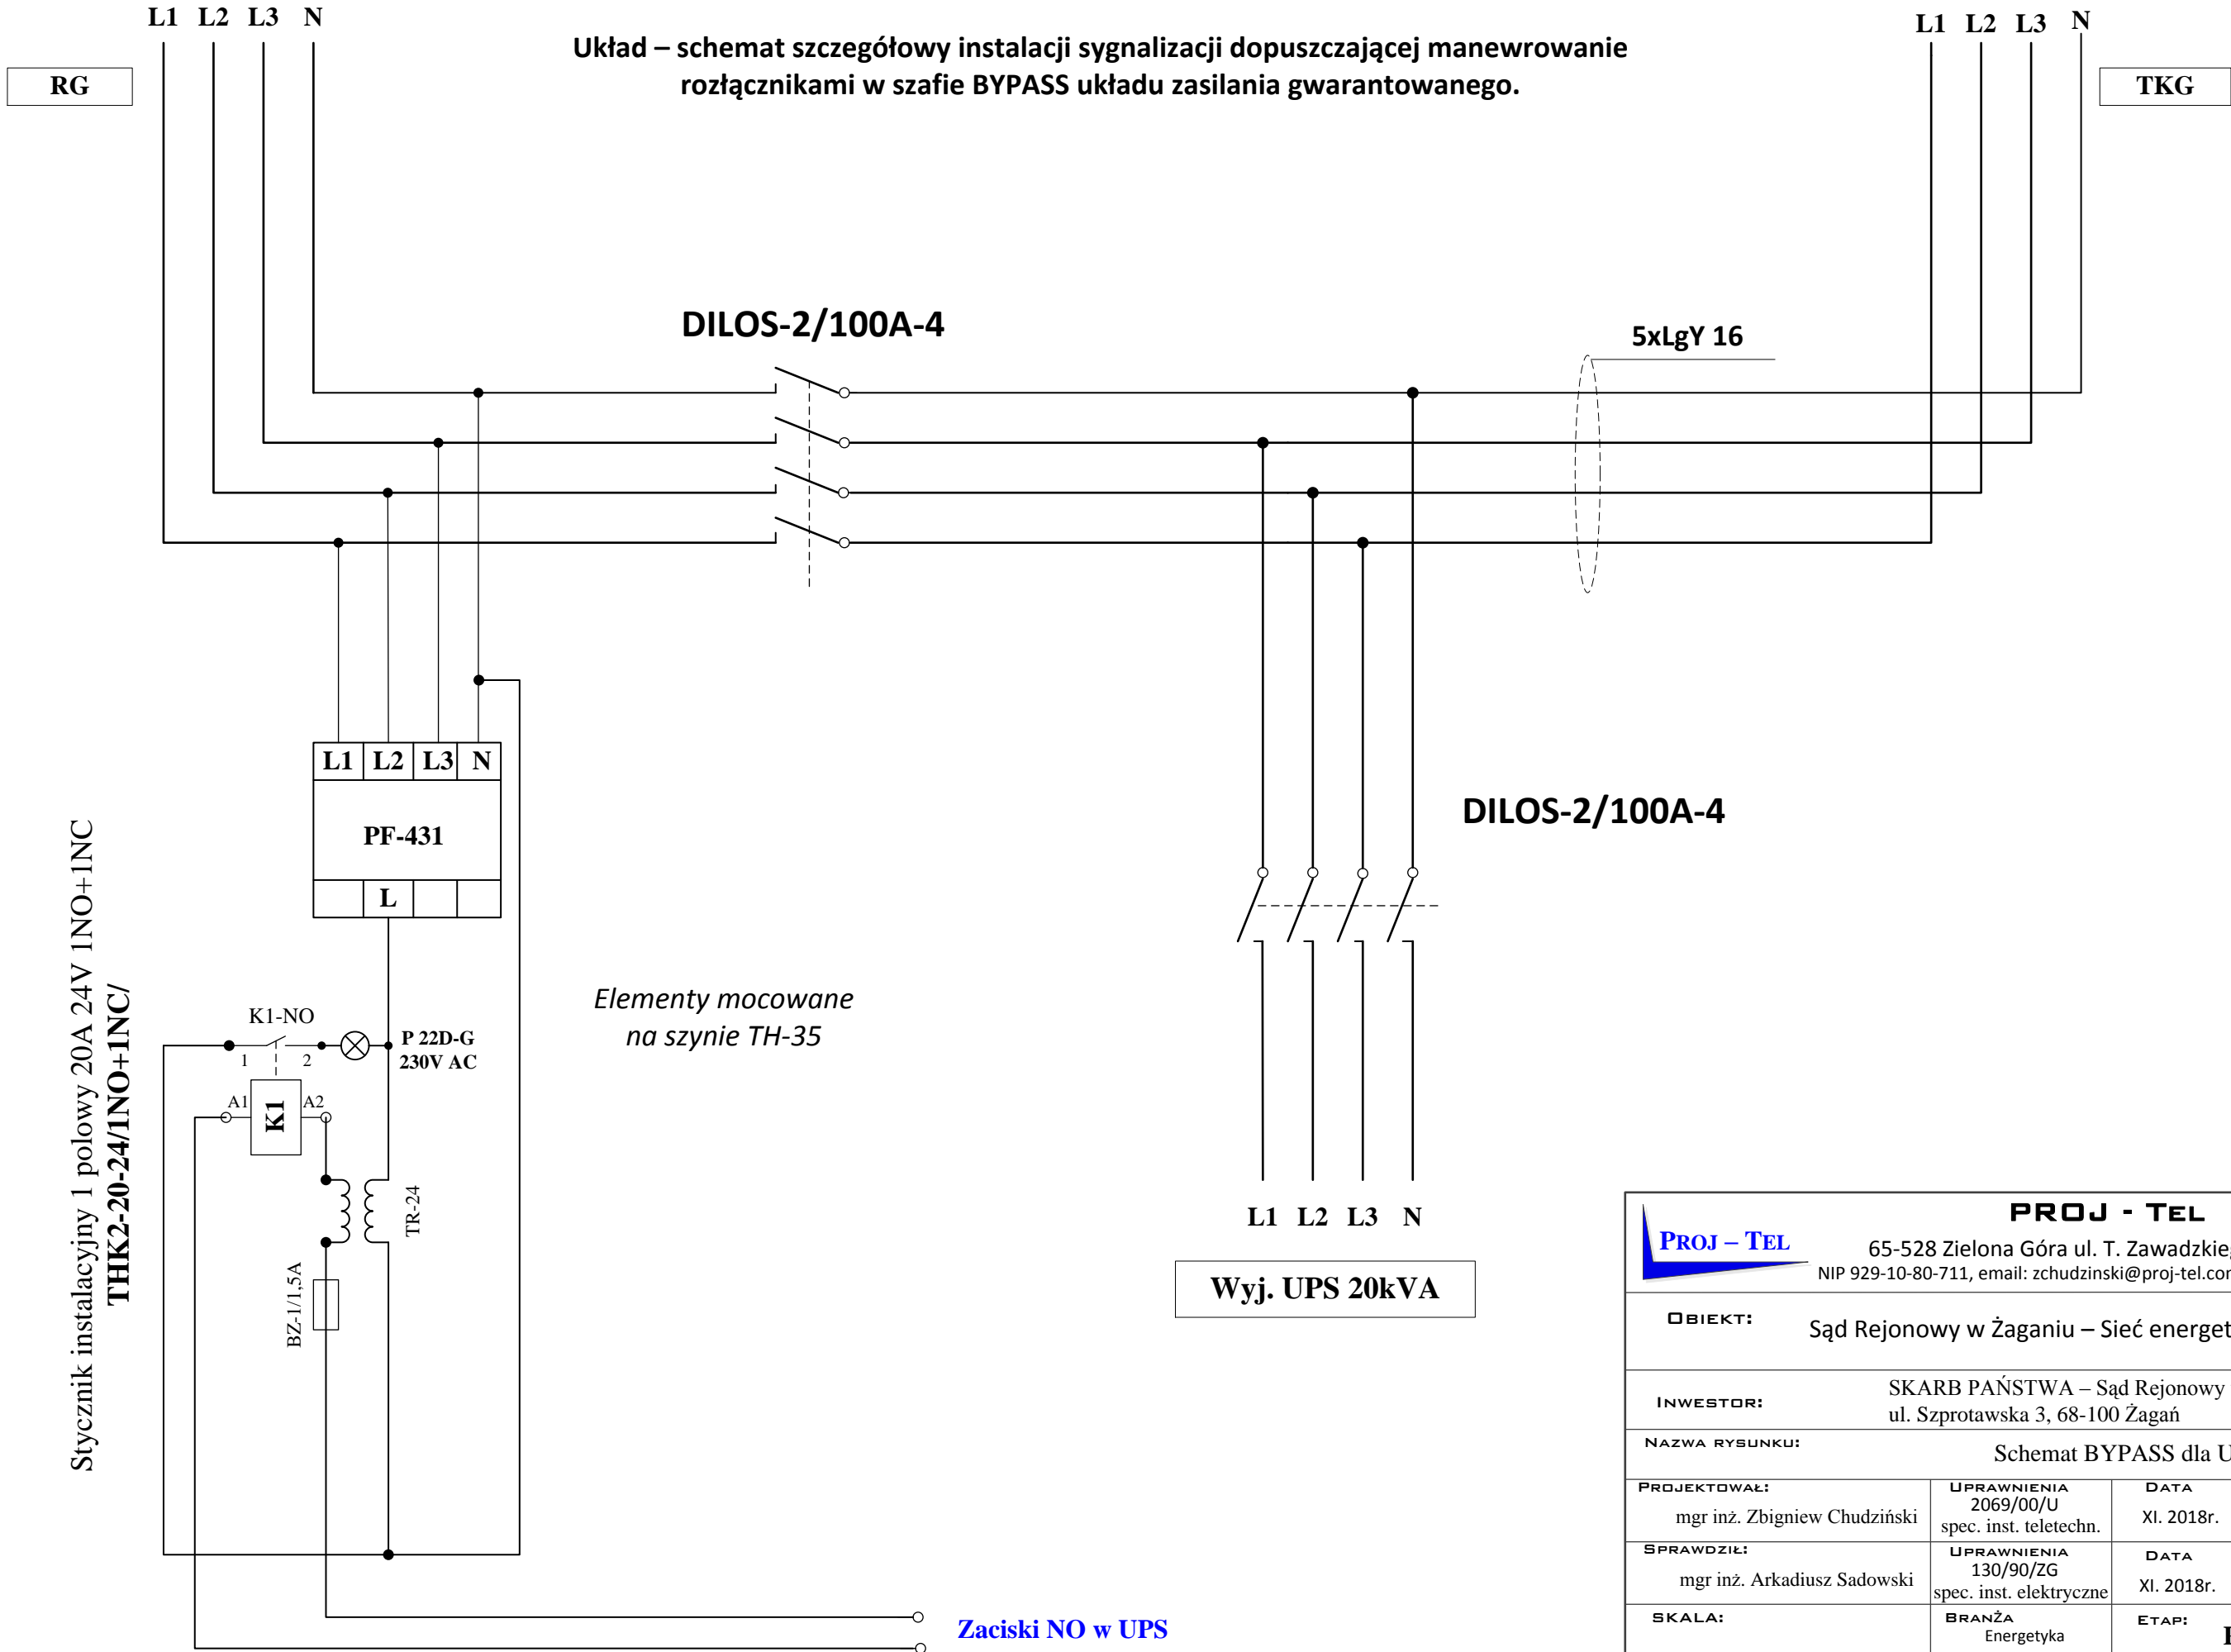 L1 L2 L3 N
L1 L2 L3 N
Układ – schemat szczegółowy instalacji sygnalizacji dopuszczającej manewrowanie
rozłącznikami w szafie BYPASS układu zasilania gwarantowanego.
RG
TKG
DILOS-2/100A-4
5xLgY 16
L1 L2 L3 N
PF-431
L
DILOS-2/100A-4
Stycznik instalacyjny 1 polowy 20A 24V 1NO+1NC
THK2-20-24/1NO+1NC/
Elementy mocowane
na szynie TH-35
K1-NO
1 2
P 22D-G
230V AC
A1 K1 A2
TR-24
BZ-1/1,5A
L1 L2 L3 N
Wyj. UPS 20kVA
Zaciski NO w UPS
PROJ – TEL
PROJ - TEL
65-528 Zielona Góra ul. T.
NIP 929-10-80-711, email:
OBIEKT:
Sąd Rejonowy w Żaganiu – Sieć
INWESTOR:
SKARB PAŃSTWA – Sąd Rejonowy
ul. Szprotawska 3, 68-100 Żagań
NAZWA RYSUNKU:
Schemat BYPASS dla
PROJEKTOWAŁ:
mgr inż. Zbigniew Chudziński
UPRAWNIENIA
2069/00/U
spec. inst. teletechn.
DATA
XI. 2018r.
SPRAWDZIŁ:
mgr inż. Arkadiusz Sadowski
UPRAWNIENIA
130/90/ZG
spec. inst. elektryczne
DATA
XI. 2018r.
SKALA:
BRANŻA
Energetyka
ETAP: